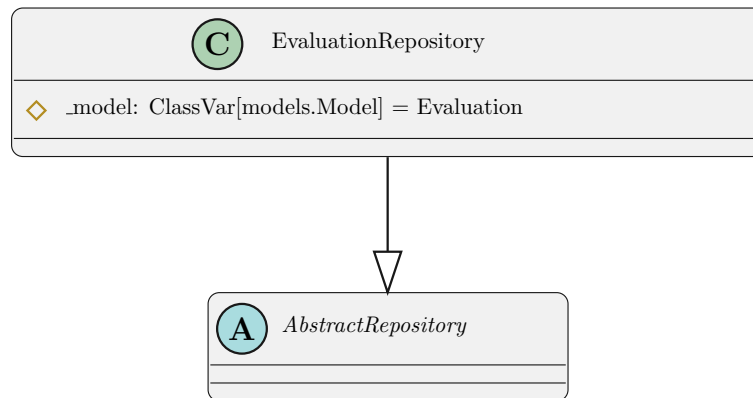 C EvaluationRepository
_model: ClassVar[models.Model] = Evaluation
A AbstractRepository